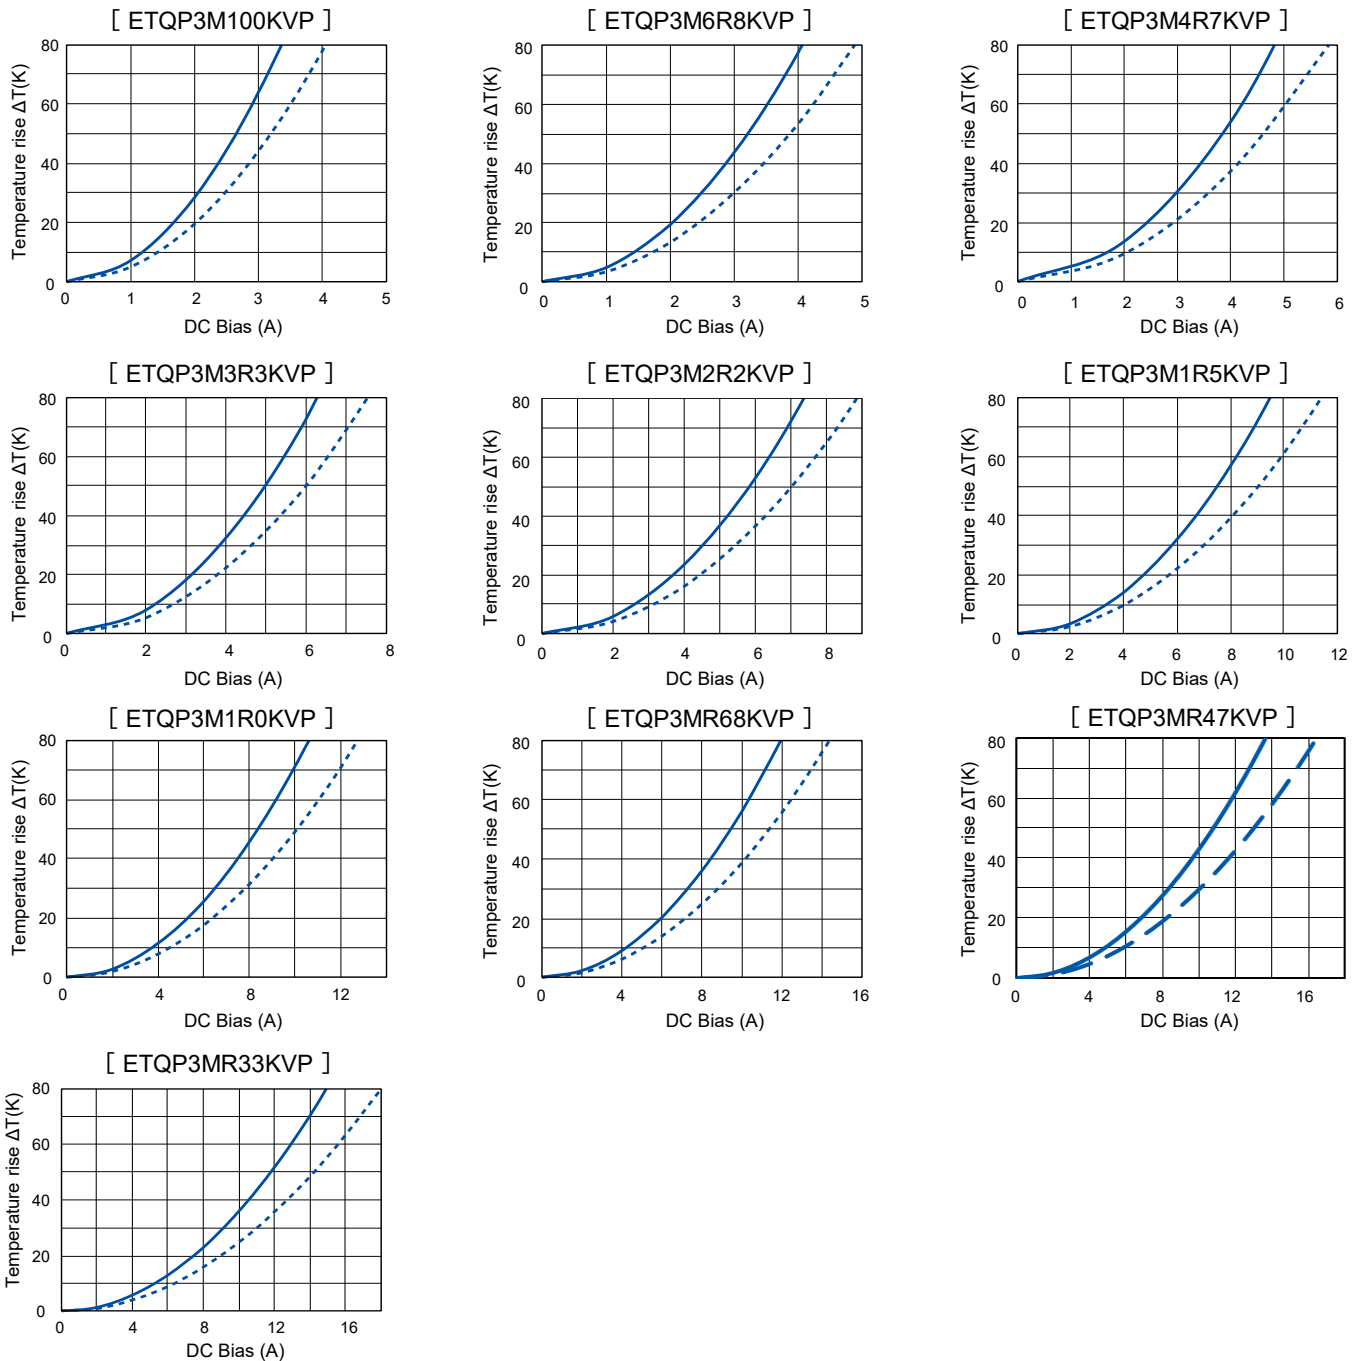 [ ETQP3M100KVP ]
Temperature rise ΔT(K)
80
60
40
20
0
0 1 2 3 4 5
DC Bias (A)
[ ETQP3M6R8KVP ]
Temperature rise ΔT(K)
80
60
40
20
0
0 1 2 3 4 5
DC Bias (A)
[ ETQP3M4R7KVP ]
Temperature rise ΔT(K)
80
60
40
20
0
0 1 2 3 4 5 6
DC Bias (A)
[ ETQP3M3R3KVP ]
Temperature rise ΔT(K)
80
60
40
20
0
0 2 4 6 8
DC Bias (A)
[ ETQP3M2R2KVP ]
Temperature rise ΔT(K)
80
60
40
20
0
0 2 4 6 8
DC Bias (A)
[ ETQP3M1R5KVP ]
Temperature rise ΔT(K)
80
60
40
20
0
0 2 4 6 8 10 12
DC Bias (A)
[ ETQP3M1R0KVP ]
Temperature rise ΔT(K)
80
60
40
20
0
0 4 8 12
DC Bias (A)
[ ETQP3MR68KVP ]
Temperature rise ΔT(K)
80
60
40
20
0
0 4 8 12 16
DC Bias (A)
[ ETQP3MR47KVP ]
Temperature rise ΔT(K)
80
60
40
20
0
0 4 8 12 16
DC Bias (A)
[ ETQP3MR33KVP ]
Temperature rise ΔT(K)
80
60
40
20
0
0 4 8 12 16
DC Bias (A)